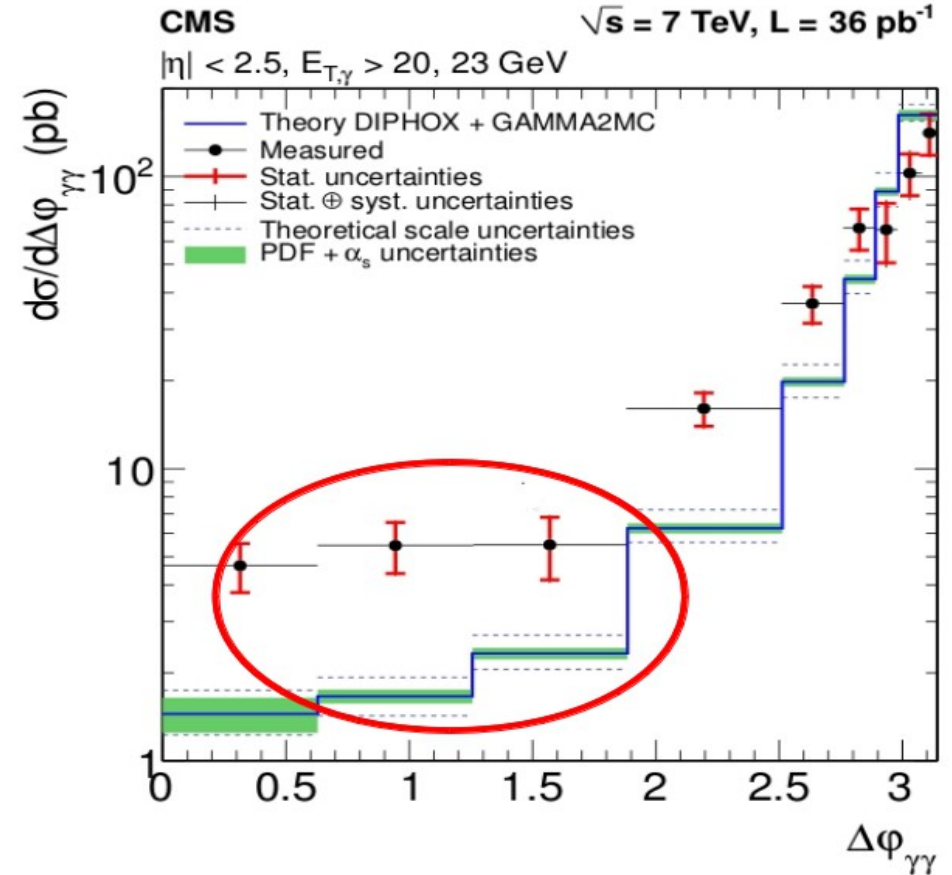 CMS
√s = 7 TeV, L = 36 pb⁻¹
|η| < 2.5, E_T,γ > 20, 23 GeV
dσ/dΔφ_γγ (pb)
Theory DIPHOX + GAMMA2MC
Measured
Stat. uncertainties
Stat. ⊕ syst. uncertainties
Theoretical scale uncertainties
PDF + α_s uncertainties
10²
10
1
0 0.5 1 1.5 2 2.5 3
Δφ_γγ